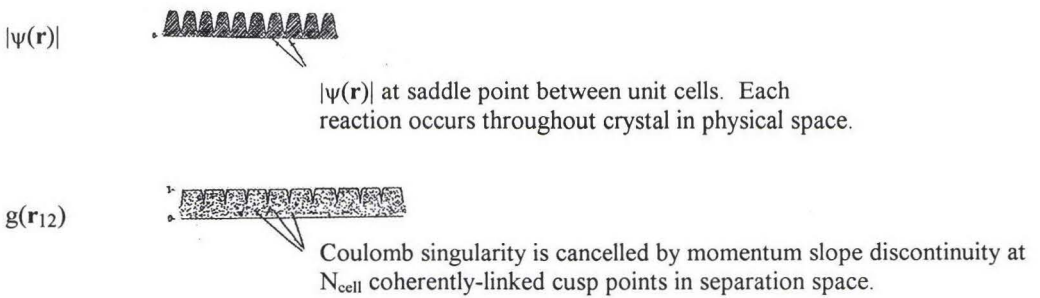 |ψ(r)|
|ψ(r)| at saddle point between unit cells. Each
reaction occurs throughout crystal in physical space.
g(r₁₂)
Coulomb singularity is cancelled by momentum slope discontinuity at
N_cell coherently-linked cusp points in separation space.